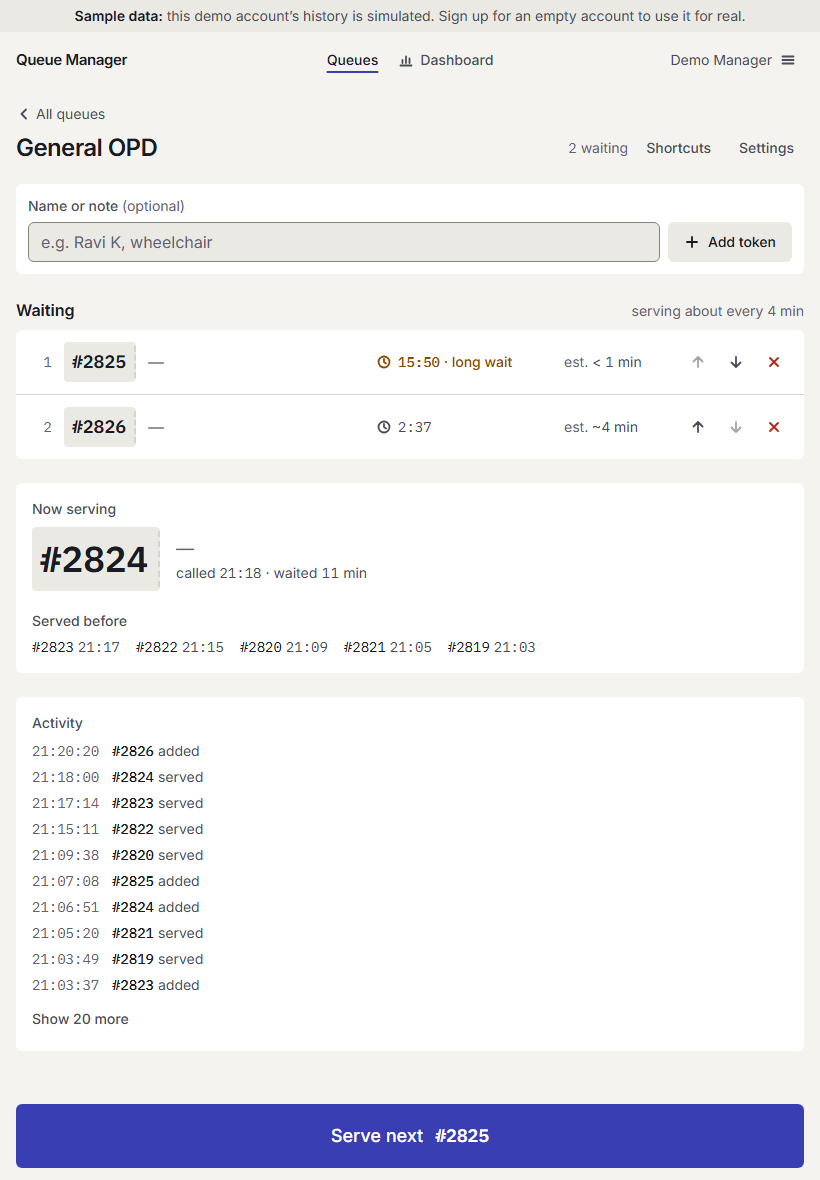 Sample data: this demo account's history is simulated. Sign up for an empty account to use it for real.
Queue Manager Queues Dashboard Demo Manager
All queues
General OPD 2 waiting Shortcuts Settings
Name or note (optional)
e.g. Ravi K, wheelchair + Add token
Waiting serving about every 4 min
1 #2825 — 15:50 · long wait est. < 1 min
2 #2826 — 2:37 est. ~4 min
Now serving
#2824 —
called 21:18 · waited 11 min
Served before
#2823 21:17 #2822 21:15 #2820 21:09 #2821 21:05 #2819 21:03
Activity
21:20:20 #2826 added
21:18:00 #2824 served
21:17:14 #2823 served
21:15:11 #2822 served
21:09:38 #2820 served
21:07:08 #2825 added
21:06:51 #2824 added
21:05:20 #2821 served
21:03:49 #2819 served
21:03:37 #2823 added
Show 20 more
Serve next #2825